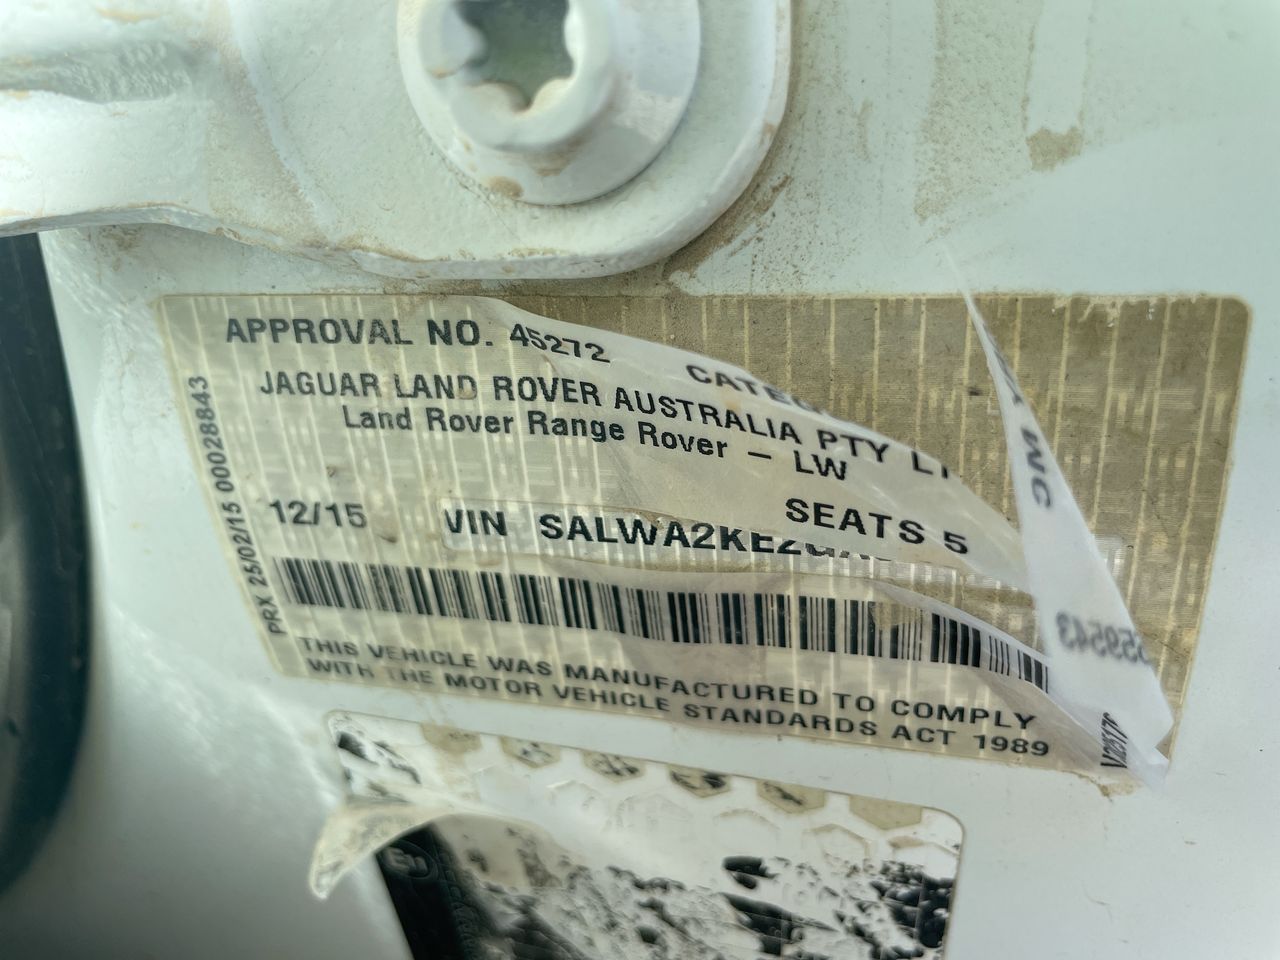 APPROVAL NO. 45272
JAGUAR LAND ROVER AUSTRALIA PTY
Land Rover Range Rover – LW
12/15
SEATS 5
VIN
PRX 25/02/15 00028843
THIS VEHICLE WAS MANUFACTURED TO COMPLY
WITH THE MOTOR VEHICLE STANDARDS ACT 1989